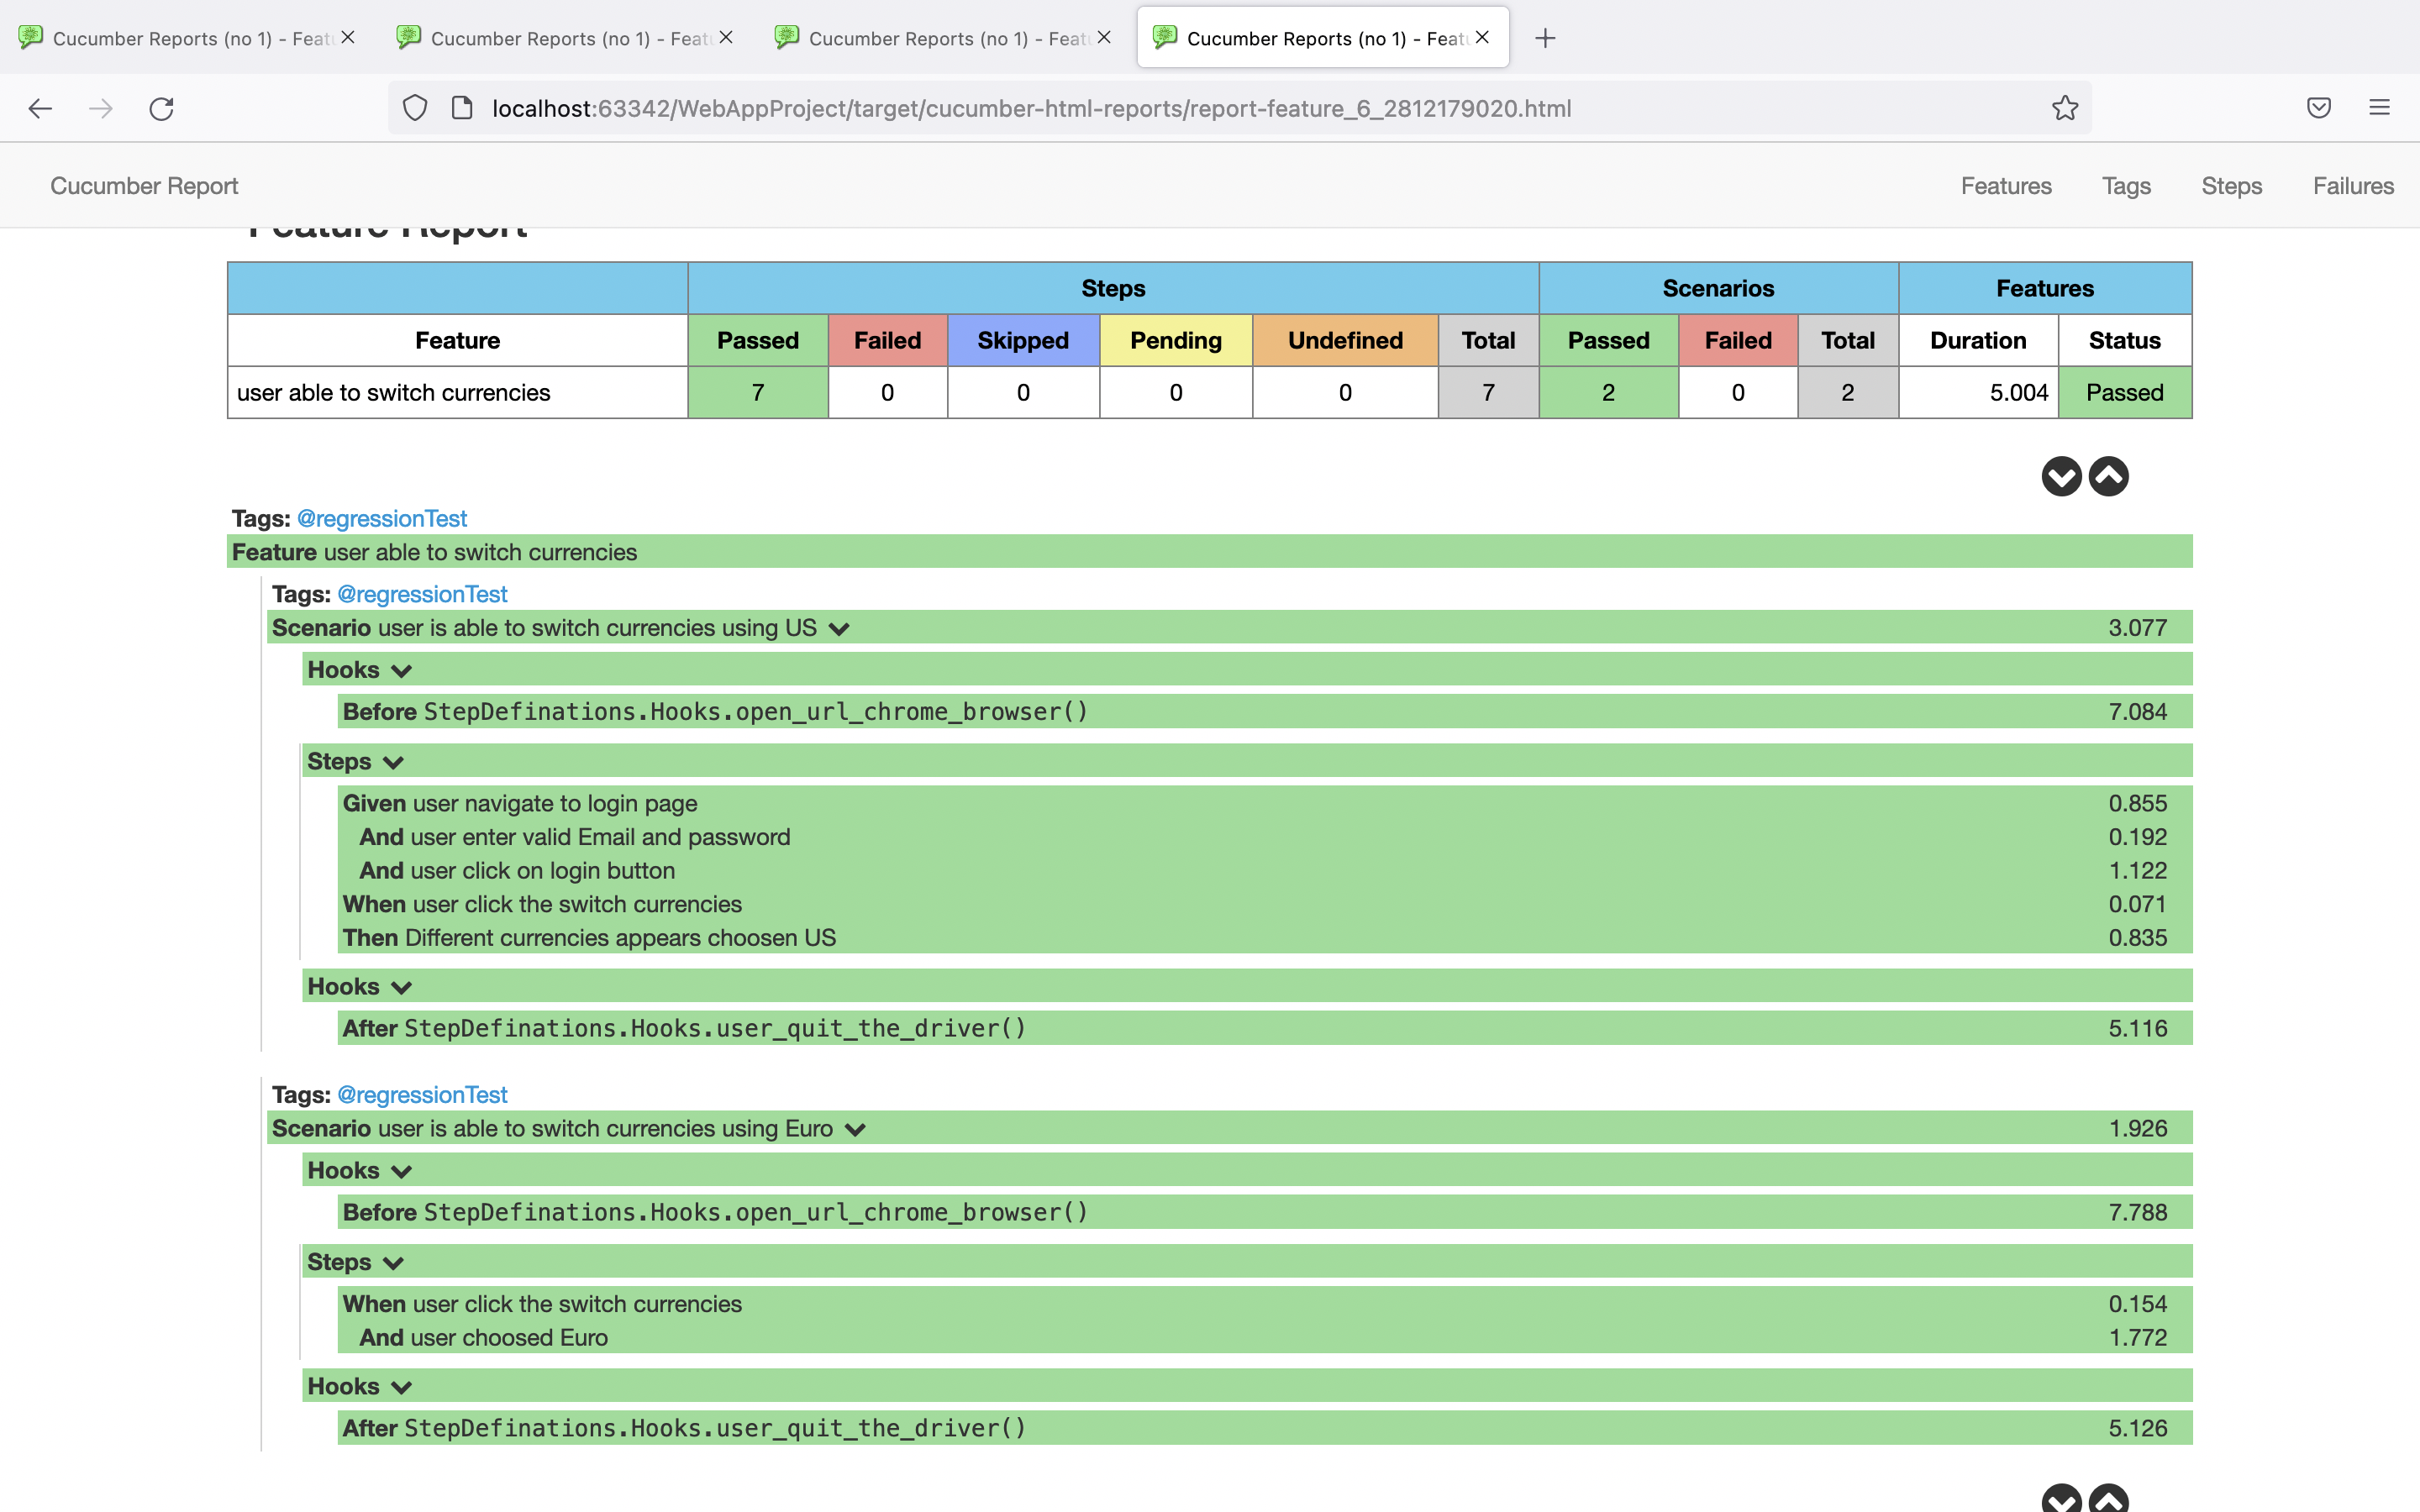 Cucumber Reports (no 1) - Featu
Cucumber Reports (no 1) - Featu
Cucumber Reports (no 1) - Featu
Cucumber Reports (no 1) - Featu
localhost:63342/WebAppProject/target/cucumber-html-reports/report-feature_6_2812179020.html
Cucumber Report Features Tags Steps Failures
Feature Report
Steps Scenarios Features
Feature Passed Failed Skipped Pending Undefined Total Passed Failed Total Duration Status
user able to switch currencies 7 0 0 0 0 7 2 0 2 5.004 Passed
Tags: @regressionTest
Feature user able to switch currencies
Tags: @regressionTest
Scenario user is able to switch currencies using US 3.077
Hooks
Before StepDefinations.Hooks.open_url_chrome_browser() 7.084
Steps
Given user navigate to login page 0.855
And user enter valid Email and password 0.192
And user click on login button 1.122
When user click the switch currencies 0.071
Then Different currencies appears choosen US 0.835
Hooks
After StepDefinations.Hooks.user_quit_the_driver() 5.116
Tags: @regressionTest
Scenario user is able to switch currencies using Euro 1.926
Hooks
Before StepDefinations.Hooks.open_url_chrome_browser() 7.788
Steps
When user click the switch currencies 0.154
And user choosed Euro 1.772
Hooks
After StepDefinations.Hooks.user_quit_the_driver() 5.126